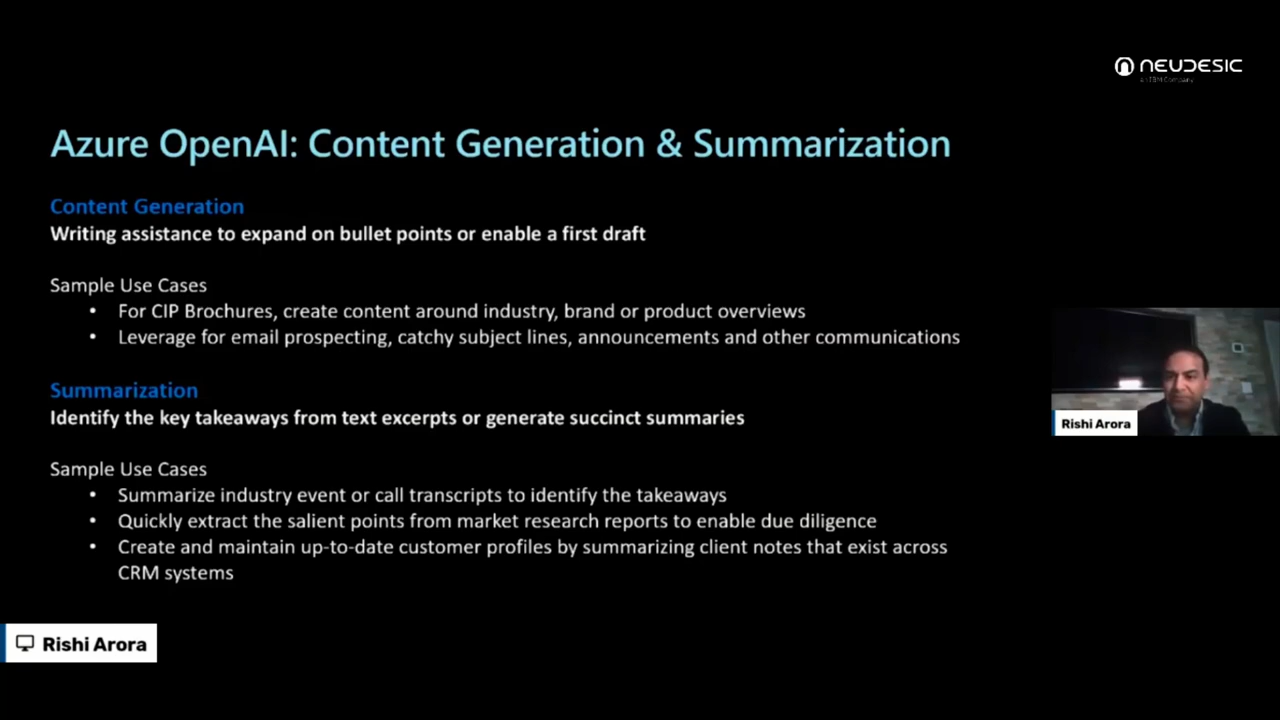 NEUDESIC
An IBM Company
Azure OpenAI: Content Generation & Summarization
Content Generation
Writing assistance to expand on bullet points or enable a first draft
Sample Use Cases
• For CIP Brochures, create content around industry, brand or product overviews
• Leverage for email prospecting, catchy subject lines, announcements and other communications
Summarization
Identify the key takeaways from text excerpts or generate succinct summaries
Sample Use Cases
• Summarize industry event or call transcripts to identify the takeaways
• Quickly extract the salient points from market research reports to enable due diligence
• Create and maintain up-to-date customer profiles by summarizing client notes that exist across
CRM systems
Rishi Arora
Rishi Arora